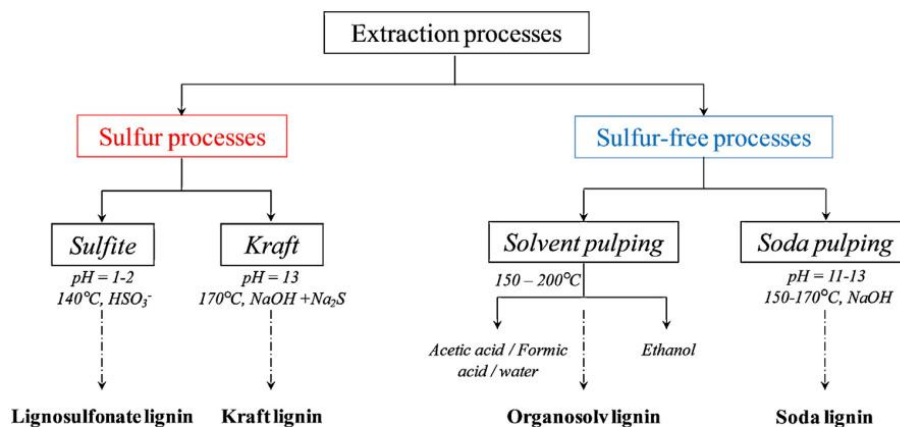 Extraction processes
Sulfur processes
Sulfur-free processes
Sulfite
Kraft
Solvent pulping
Soda pulping
pH = 1-2
140°C, HSO₃⁻
pH = 13
170°C, NaOH +Na₂S
150 – 200°C
pH = 11-13
150-170°C, NaOH
Acetic acid / Formic
acid / water
Ethanol
Lignosulfonate lignin
Kraft lignin
Organosolv lignin
Soda lignin